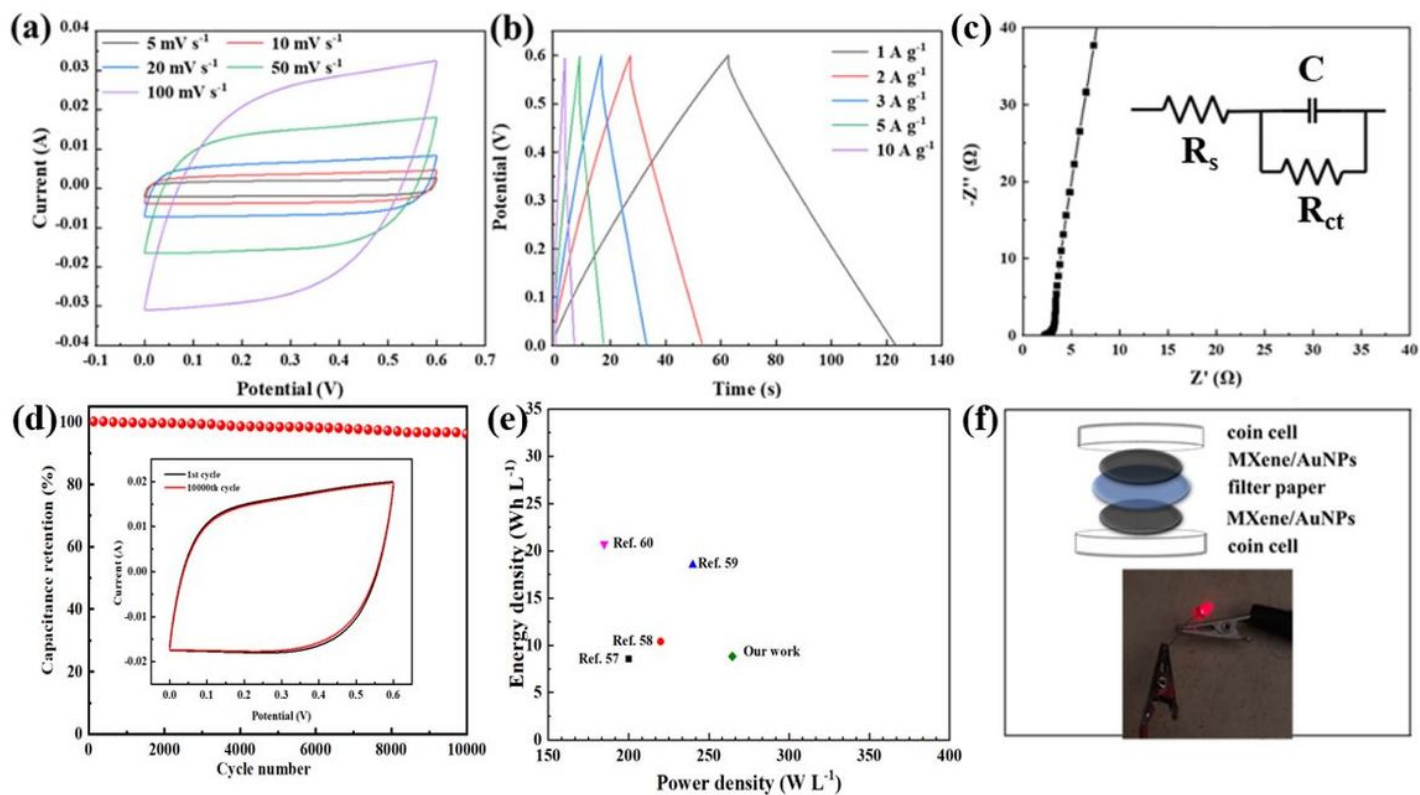 (a)
5 mV s⁻¹ 10 mV s⁻¹
20 mV s⁻¹ 50 mV s⁻¹
100 mV s⁻¹
0.04
0.03
0.02
0.01
0.00
-0.01
-0.02
-0.03
-0.04
Current (A)
-0.1 0.0 0.1 0.2 0.3 0.4 0.5 0.6 0.7
Potential (V)
(b)
1 A g⁻¹
2 A g⁻¹
3 A g⁻¹
5 A g⁻¹
10 A g⁻¹
0.7
0.6
0.5
0.4
0.3
0.2
0.1
0.0
Potential (V)
0 20 40 60 80 100 120 140
Time (s)
(c)
40
30
20
10
0
-Z'' (Ω)
C
Rs
Rct
0 5 10 15 20 25 30 35 40
Z' (Ω)
(d)
100
80
60
40
20
0
Capacitance retention (%)
1st cycle
10000th cycle
0.02
0.01
0.00
-0.01
-0.02
Current (A)
0.0 0.1 0.2 0.3 0.4 0.5 0.6
Potential (V)
0 2000 4000 6000 8000 10000
Cycle number
(e)
35
30
25
20
15
10
5
0
Energy density (Wh L⁻¹)
Ref. 60
Ref. 59
Ref. 58
Ref. 57
Our work
150 200 250 300 350
Power density (W L⁻¹)
(f)
coin cell
MXene/AuNPs
filter paper
MXene/AuNPs
coin cell